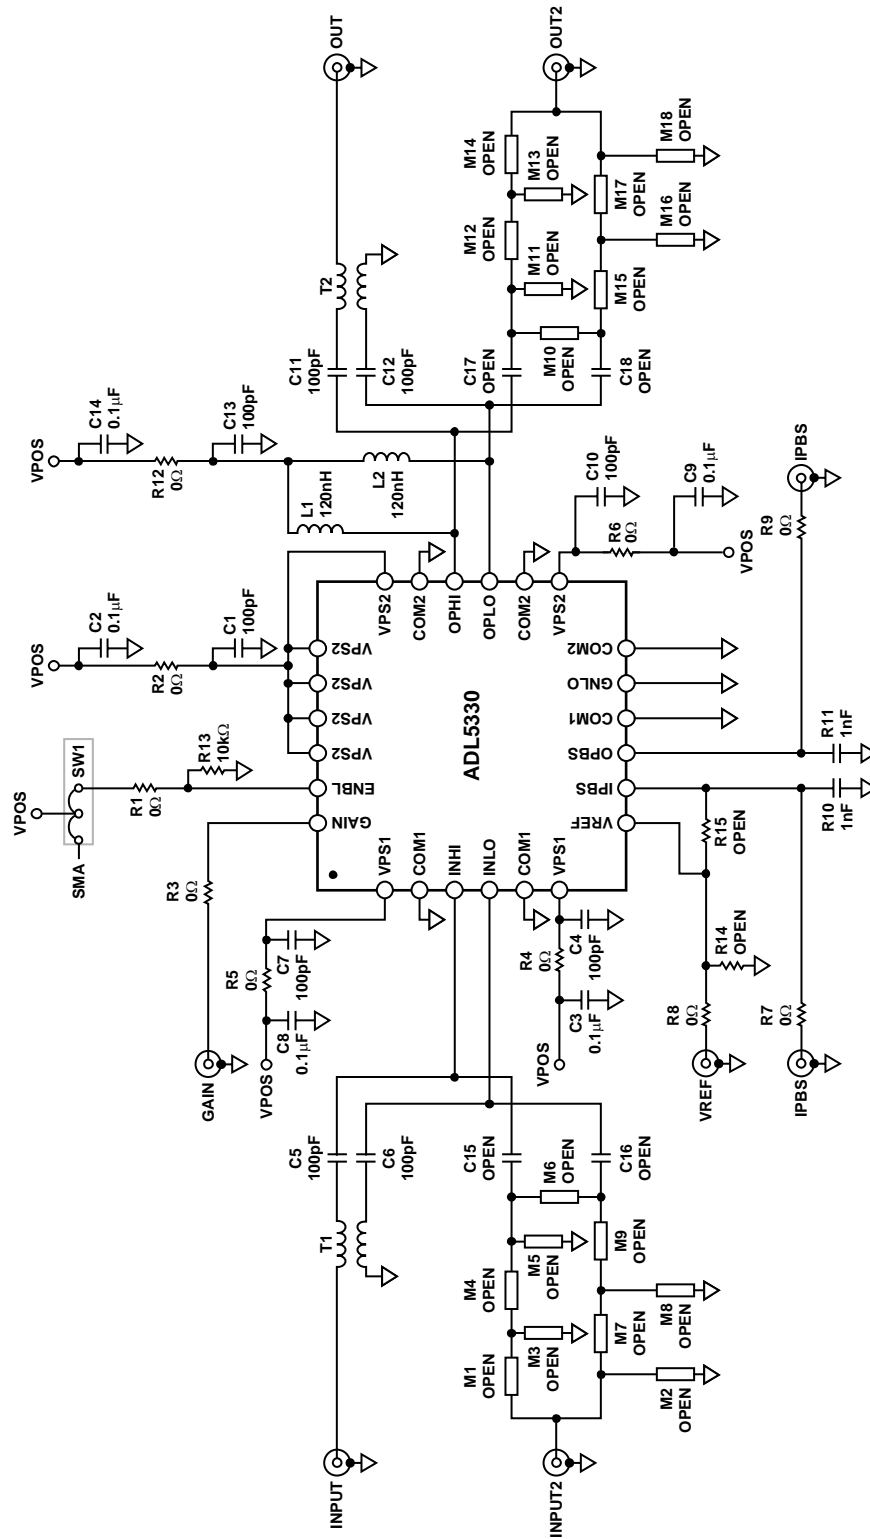 SMA
VPOS
SW1
VPOS
VPOS
R1
0Ω
R13
10kΩ
R2
0Ω
C2
0.1µF
C1
100pF
R12
0Ω
C14
0.1µF
C13
100pF
GAIN
R3
0Ω
L1
120nH
L2
120nH
VPOS
C8
0.1µF
R5
0Ω
C7
100pF
INPUT
T1
C5
100pF
C6
100pF
GAIN
ENBL
VPS2
VPS2
VPS2
VPS2
VPS1
COM1
INHI
INLO
COM1
VPS1
ADL5330
VPS2
COM2
OPHI
OPLO
COM2
VPS2
C11
100pF
C12
100pF
T2
OUT
INPUT2
M1
OPEN
M3
OPEN
M4
OPEN
M5
OPEN
M6
OPEN
C15
OPEN
C16
OPEN
M2
OPEN
M7
OPEN
M8
OPEN
M9
OPEN
VPOS
C3
0.1µF
R4
0Ω
C4
100pF
VREF
IPBS
OPBS
COM1
GNLO
COM2
C10
100pF
R6
0Ω
C9
0.1µF
VPOS
C17
OPEN
C18
OPEN
M10
OPEN
M11
OPEN
M12
OPEN
M13
OPEN
M14
OPEN
M15
OPEN
M16
OPEN
M17
OPEN
M18
OPEN
OUT2
VREF
R8
0Ω
R14
OPEN
R15
OPEN
IPBS
R7
0Ω
R10
1nF
R11
1nF
R9
0Ω
IPBS